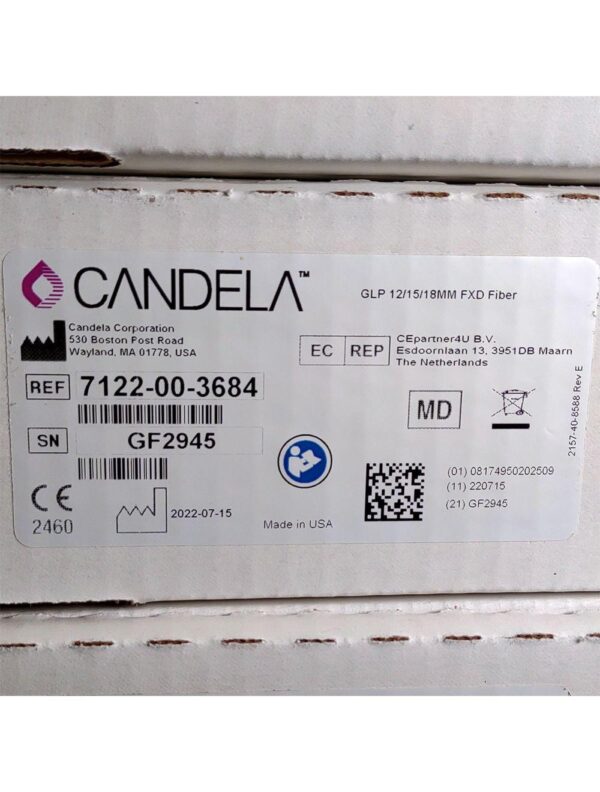 CANDELA™
GLP 12/15/18MM FXD Fiber
Candela Corporation
530 Boston Post Road
Wayland, MA 01778, USA
EC REP
CEpartner4U B.V.
Esdoornlaan 13, 3951DB Maarn
The Netherlands
REF 7122-00-3684
MD
SN GF2945
CE
2460
2022-07-15
Made in USA
(01) 08174950202509
(11) 220715
(21) GF2945
2157-40-8588 Rev E